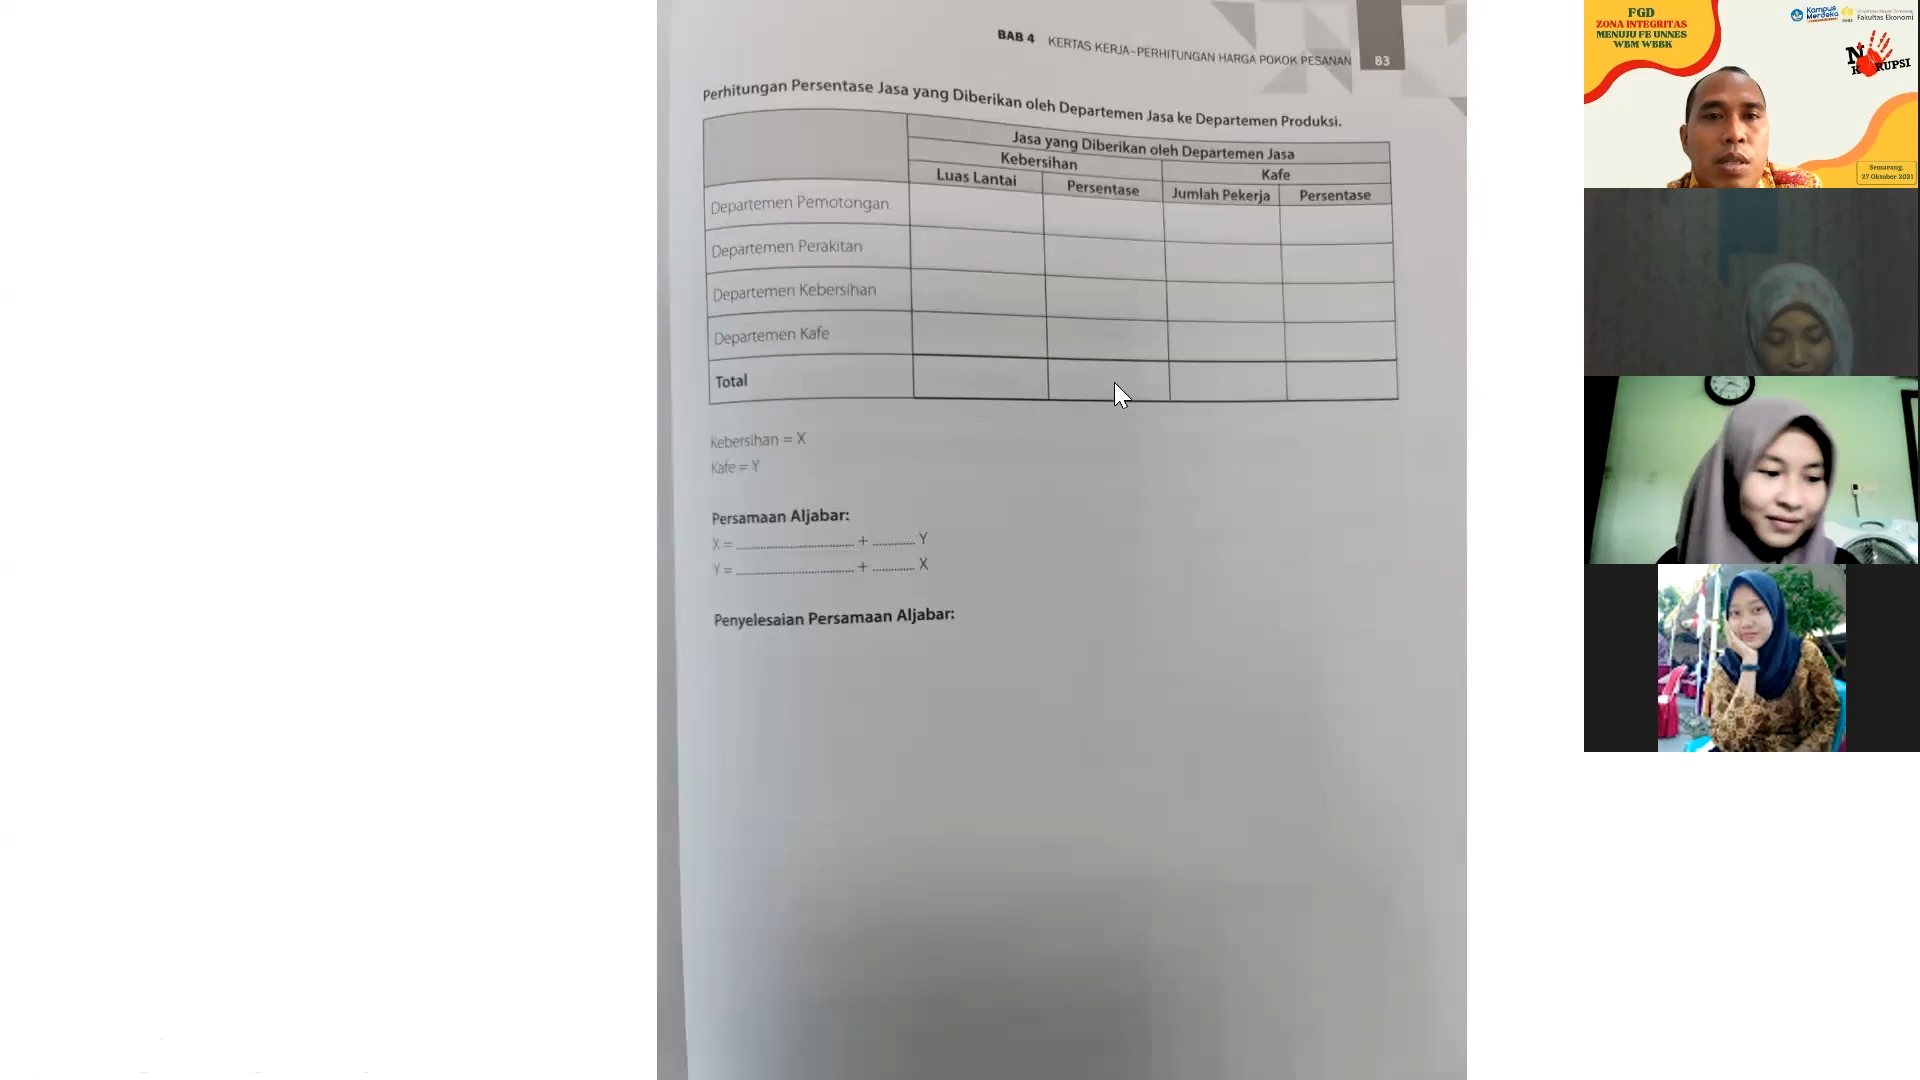 BAB 4 KERTAS KERJA–PERHITUNGAN HARGA POKOK PESANAN 83
Perhitungan Persentase Jasa yang Diberikan oleh Departemen Jasa ke Departemen Produksi.
Jasa yang Diberikan oleh Departemen Jasa
Kebersihan Kafe
Luas Lantai Persentase Jumlah Pekerja Persentase
Departemen Pemotongan
Departemen Perakitan
Departemen Kebersihan
Departemen Kafe
Total
Kebersihan = X
Kafe = Y
Persamaan Aljabar:
X = .................................. + ............ Y
Y = .................................. + ............ X
Penyelesaian Persamaan Aljabar:
FGD
ZONA INTEGRITAS
MENUJU FE UNNES
WBM WBBK
Kampus
Merdeka
Fakultas Ekonomi
N
K RUPSI
Semarang,
27 Oktober 2021